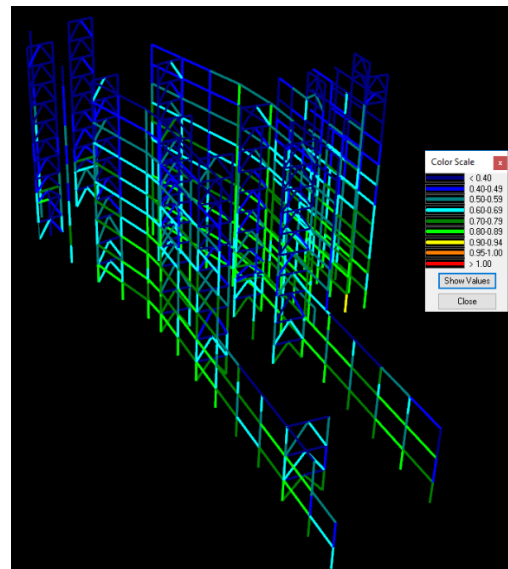 Color Scale
x
< 0.40
0.40-0.49
0.50-0.59
0.60-0.69
0.70-0.79
0.80-0.89
0.90-0.94
0.95-1.00
> 1.00
Show Values
Close